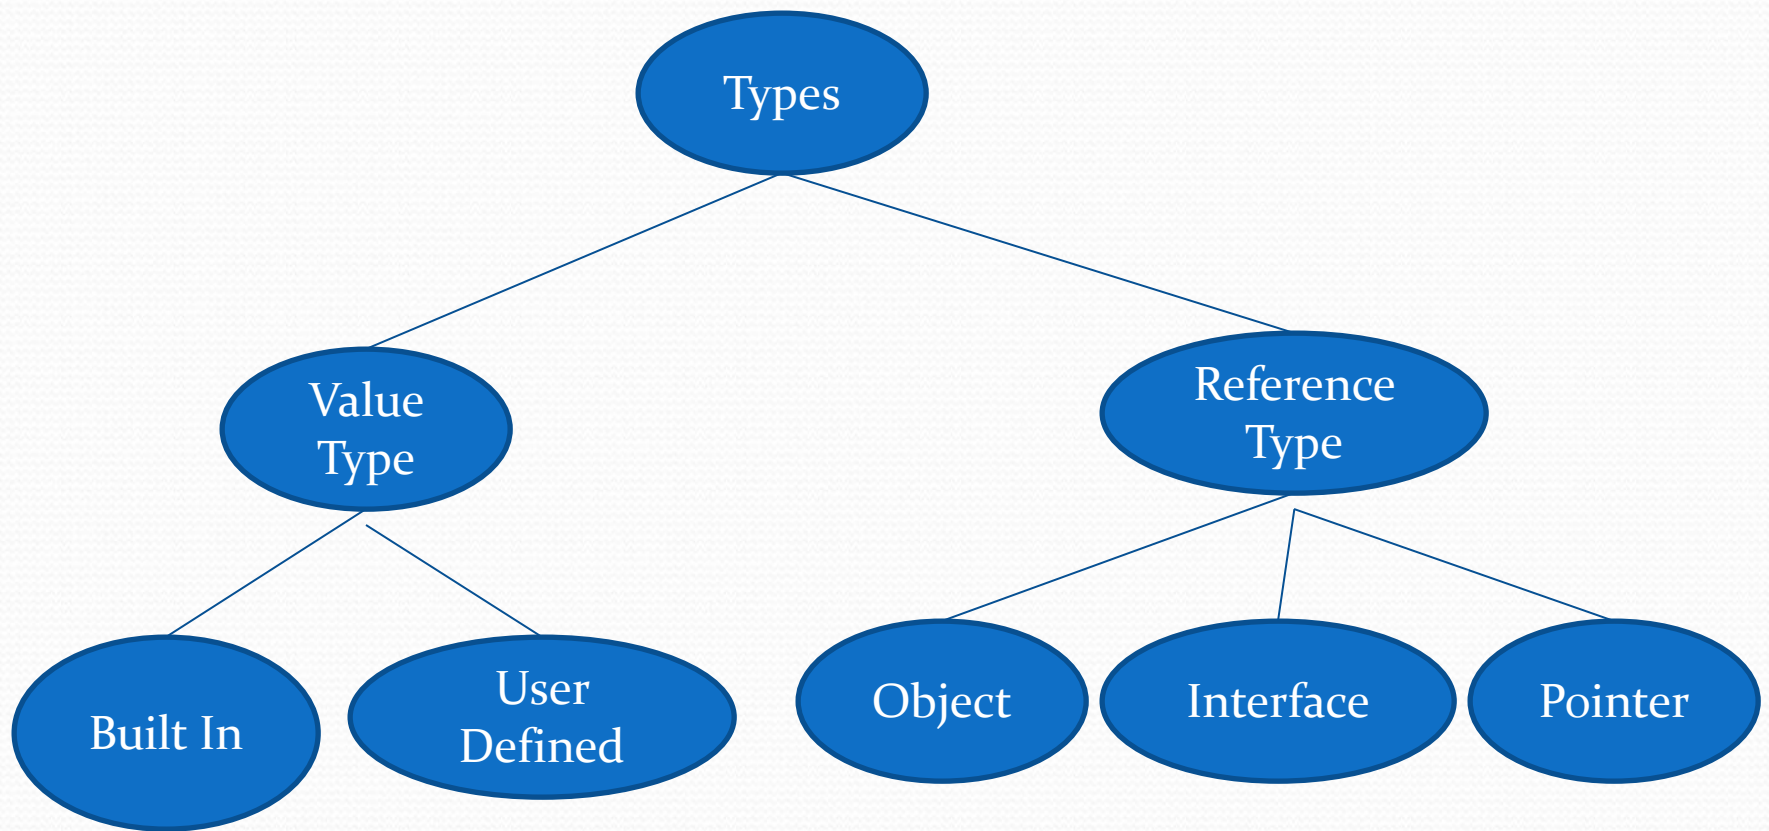 Types
Value
Type
Reference
Type
Built In
User
Defined
Object
Interface
Pointer